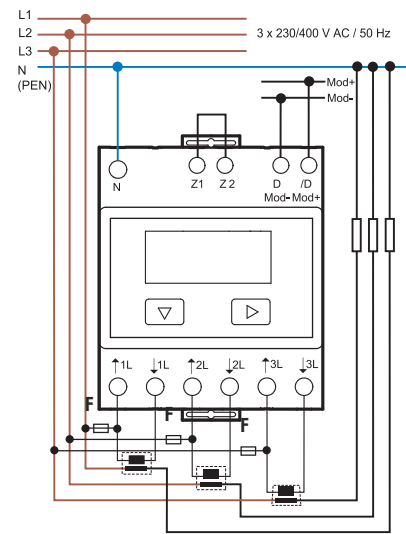 L1
L2
L3
3 x 230/400 V AC / 50 Hz
N
(PEN)
Mod+
Mod-
N
Z1
Z2
D
/D
Mod- Mod+
↑1L ↓1L ↑2L ↓2L ↑3L ↓3L
F
F
F